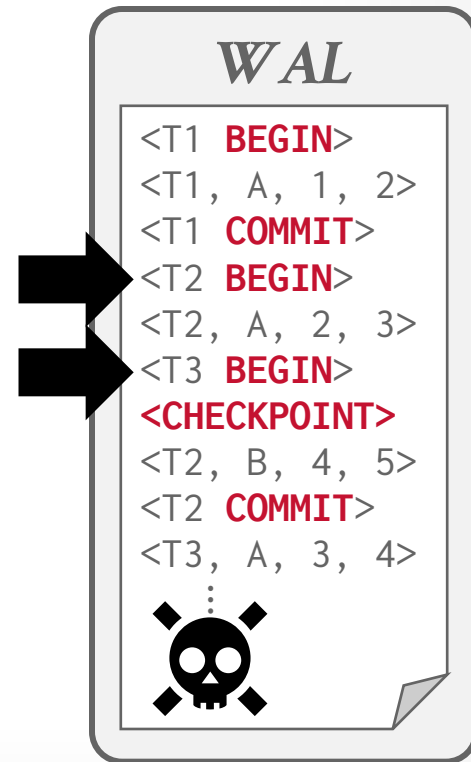 WAL
<T1 BEGIN>
<T1, A, 1, 2>
<T1 COMMIT>
<T2 BEGIN>
<T2, A, 2, 3>
<T3 BEGIN>
<CHECKPOINT>
<T2, B, 4, 5>
<T2 COMMIT>
<T3, A, 3, 4>
⋮